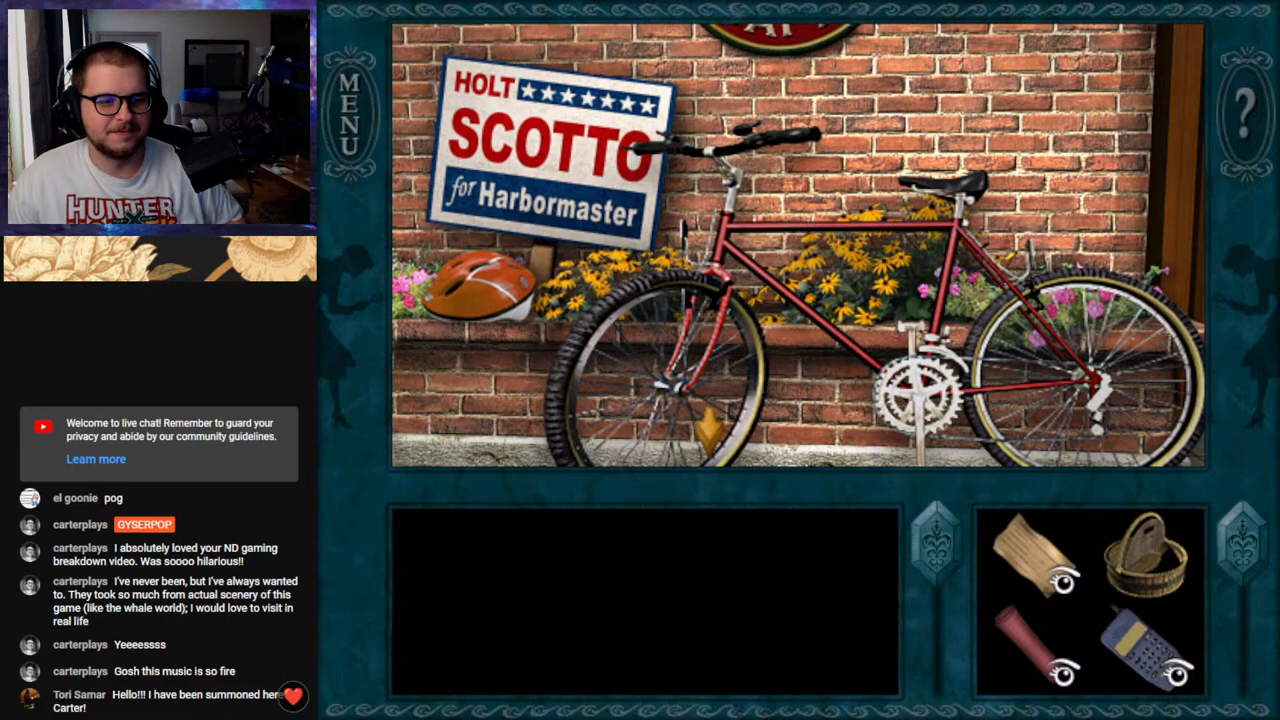 MENU
?
HOLT
SCOTTO
for Harbormaster
HUNTER
Welcome to live chat! Remember to guard your
privacy and abide by our community guidelines.
Learn more
el goonie pog
carterplays GYSERPOP
carterplays I absolutely loved your ND gaming
breakdown video. Was soooo hilarious!!
carterplays I've never been, but I've always wanted
to. They took so much from actual scenery of this
game (like the whale world); I would love to visit in
real life
carterplays Yeeeessss
carterplays Gosh this music is so fire
Tori Samar Hello!!! I have been summoned here
Carter!